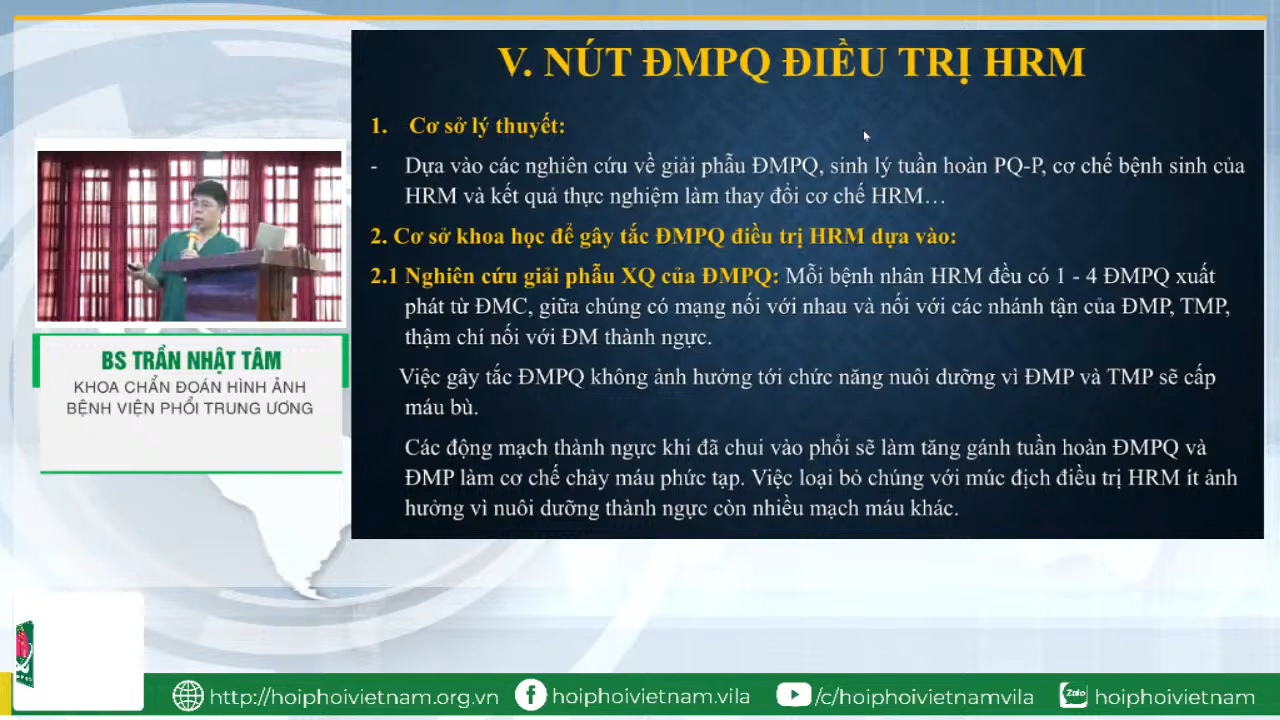 V. NÚT ĐMPQ ĐIỀU TRỊ HRM
1. Cơ sở lý thuyết:
- Dựa vào các nghiên cứu về giải phẫu ĐMPQ, sinh lý tuần hoàn PQ-P, cơ chế bệnh sinh của
HRM và kết quả thực nghiệm làm thay đổi cơ chế HRM…
2. Cơ sở khoa học để gây tắc ĐMPQ điều trị HRM dựa vào:
2.1 Nghiên cứu giải phẫu XQ của ĐMPQ: Mỗi bệnh nhân HRM đều có 1 - 4 ĐMPQ xuất
phát từ ĐMC, giữa chúng có mạng nối với nhau và nối với các nhánh tận của ĐMP, TMP,
thậm chí nối với ĐM thành ngực.
Việc gây tắc ĐMPQ không ảnh hưởng tới chức năng nuôi dưỡng vì ĐMP và TMP sẽ cấp
máu bù.
Các động mạch thành ngực khi đã chui vào phổi sẽ làm tăng gánh tuần hoàn ĐMPQ và
ĐMP làm cơ chế chảy máu phức tạp. Việc loại bỏ chúng với múc địch điều trị HRM ít ảnh
hưởng vì nuôi dưỡng thành ngực còn nhiều mạch máu khác.
BS TRẦN NHẬT TÂM
KHOA CHẨN ĐOÁN HÌNH ẢNH
BỆNH VIỆN PHỔI TRUNG ƯƠNG
http://hoiphoivietnam.org.vn
hoiphoivietnam.vila
/c/hoiphoivietnamvila
Zalo
hoiphoivietnam